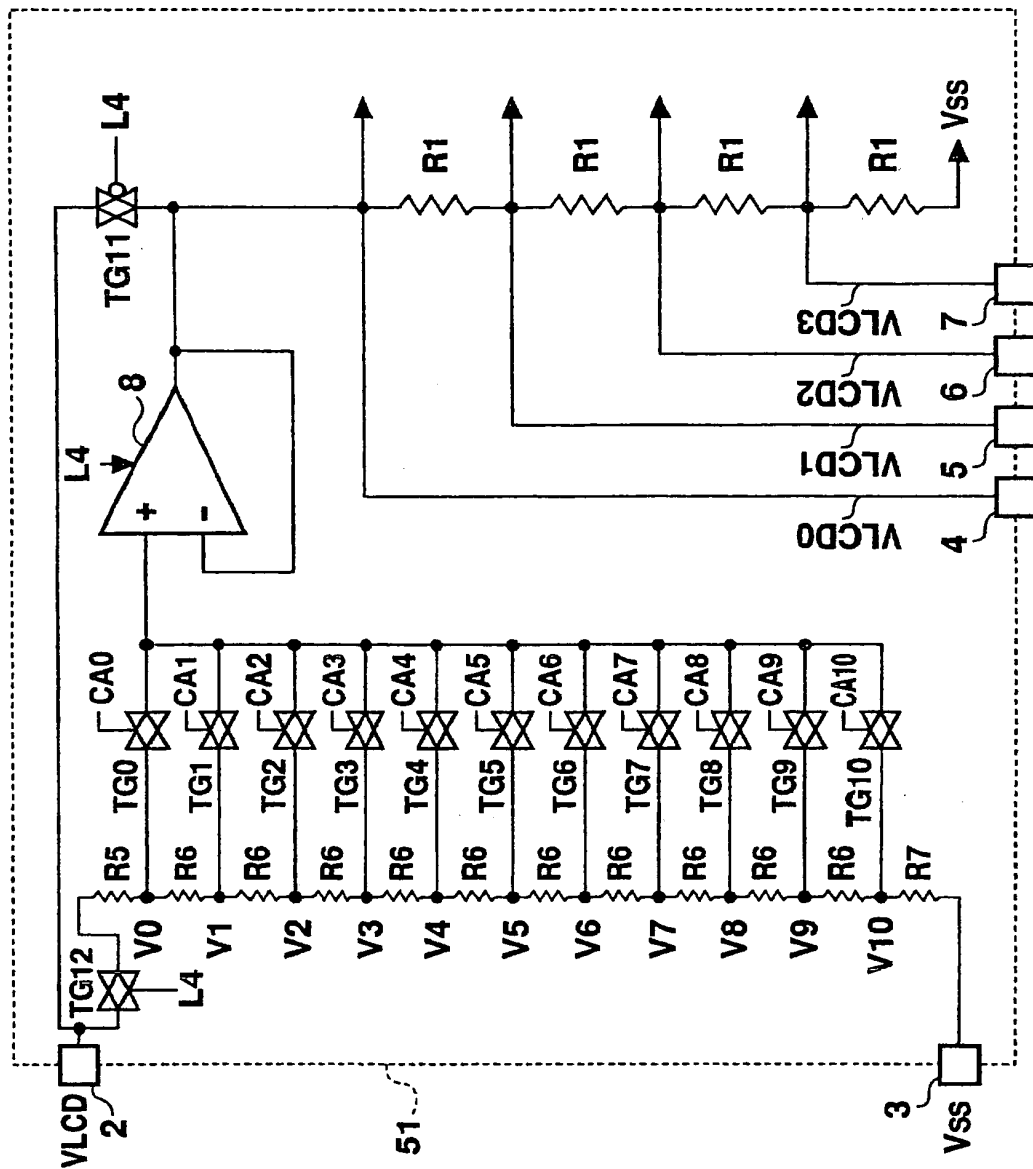 VLCD
2
TG12
L4
R5
V0
R6
V1
R6
V2
R6
V3
R6
V4
R6
V5
R6
V6
R6
V7
R6
V8
R6
V9
R6
V10
R7
TG0
CA0
TG1
CA1
TG2
CA2
TG3
CA3
TG4
CA4
TG5
CA5
TG6
CA6
TG7
CA7
TG8
CA8
TG9
CA9
TG10
CA10
L4
8
+
-
TG11
L4
R1
R1
R1
R1
Vss
VLCD0
VLCD1
VLCD2
VLCD3
4
5
6
7
51
3
Vss